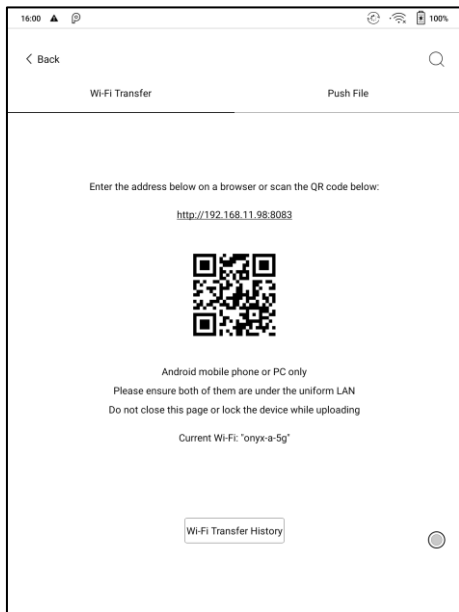 16:00
100%
Back
Wi-Fi Transfer
Push File
Enter the address below on a browser or scan the QR code below:
http://192.168.11.98:8083
Android mobile phone or PC only
Please ensure both of them are under the uniform LAN
Do not close this page or lock the device while uploading
Current Wi-Fi: "onyx-a-5g"
Wi-Fi Transfer History